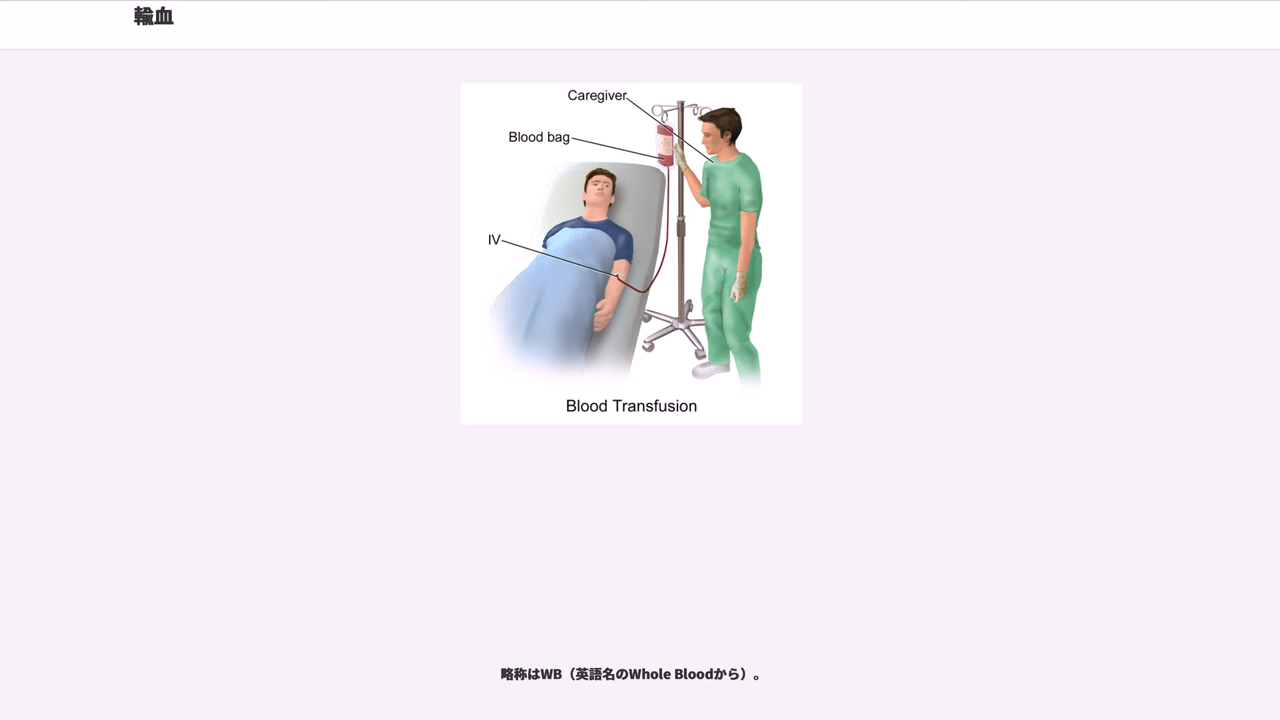 輸血
Caregiver
Blood bag
IV
Blood Transfusion
略称はWB（英語名のWhole Bloodから）。